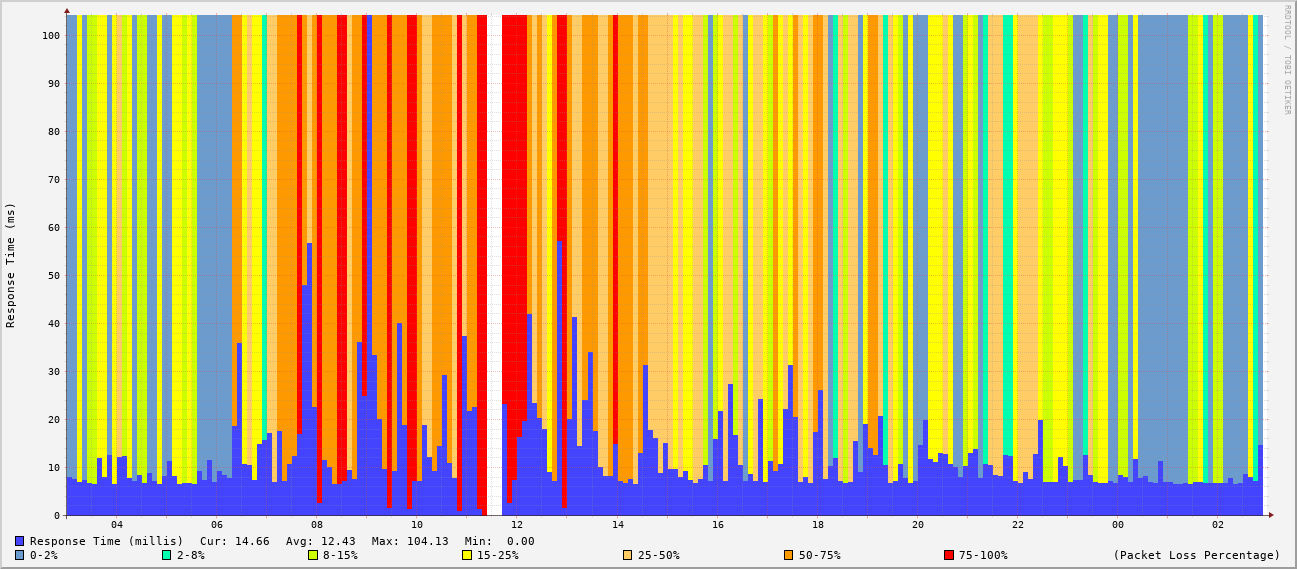 RRDTOOL / TOBI OETIKER
Response Time (ms)
100
90
80
70
60
50
40
30
20
10
0
04 06 08 10 12 14 16 18 20 22 00 02
Response Time (millis) Cur: 14.66 Avg: 12.43 Max: 104.13 Min: 0.00
0-2% 2-8% 8-15% 15-25% 25-50% 50-75% 75-100% (Packet Loss Percentage)